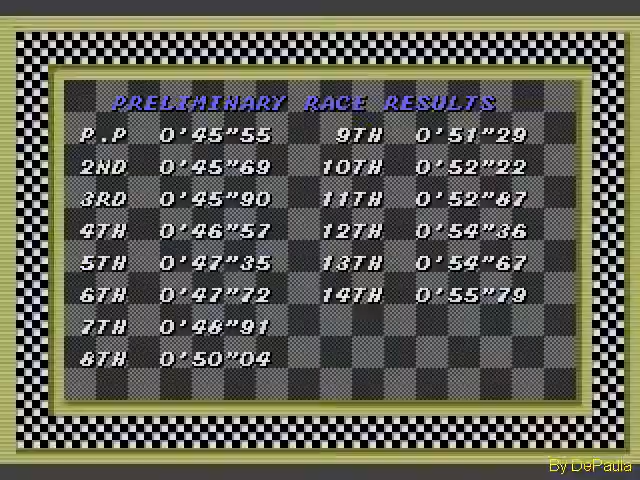 PRELIMINARY RACE RESULTS
P.P 0'45"55 9TH 0'51"29
2ND 0'45"69 10TH 0'52"22
3RD 0'45"90 11TH 0'52"87
4TH 0'46"57 12TH 0'54"36
5TH 0'47"35 13TH 0'54"67
6TH 0'47"72 14TH 0'55"79
7TH 0'48"91
8TH 0'50"04
By DePadla